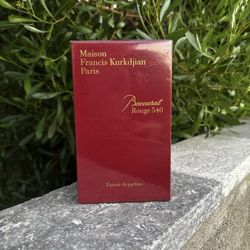 Maison
Francis Kurkdjian
Paris
Baccarat
Rouge 540
Extrait de parfum